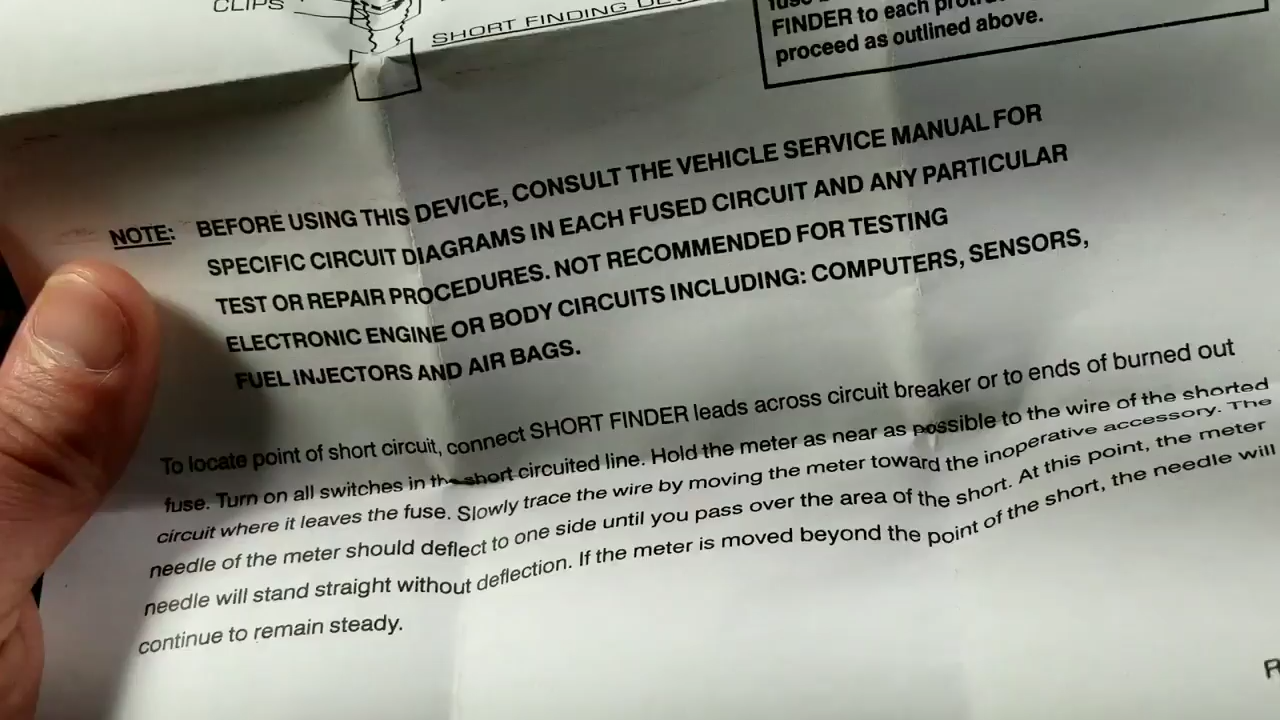 CLIPS
SHORT FINDING
FINDER to each
proceed as outlined above.
NOTE: BEFORE USING THIS DEVICE, CONSULT THE VEHICLE SERVICE MANUAL FOR
SPECIFIC CIRCUIT DIAGRAMS IN EACH FUSED CIRCUIT AND ANY PARTICULAR
TEST OR REPAIR PROCEDURES. NOT RECOMMENDED FOR TESTING
ELECTRONIC ENGINE OR BODY CIRCUITS INCLUDING: COMPUTERS, SENSORS,
FUEL INJECTORS AND AIR BAGS.
To locate point of short circuit, connect SHORT FINDER leads across circuit breaker or to ends of burned out
fuse. Turn on all switches in the short circuited line. Hold the meter as near as possible to the wire of the shorted
circuit where it leaves the fuse. Slowly trace the wire by moving the meter toward the inoperative accessory. The
needle of the meter should deflect to one side until you pass over the area of the short. At this point, the meter
needle will stand straight without deflection. If the meter is moved beyond the point of the short, the needle will
continue to remain steady.